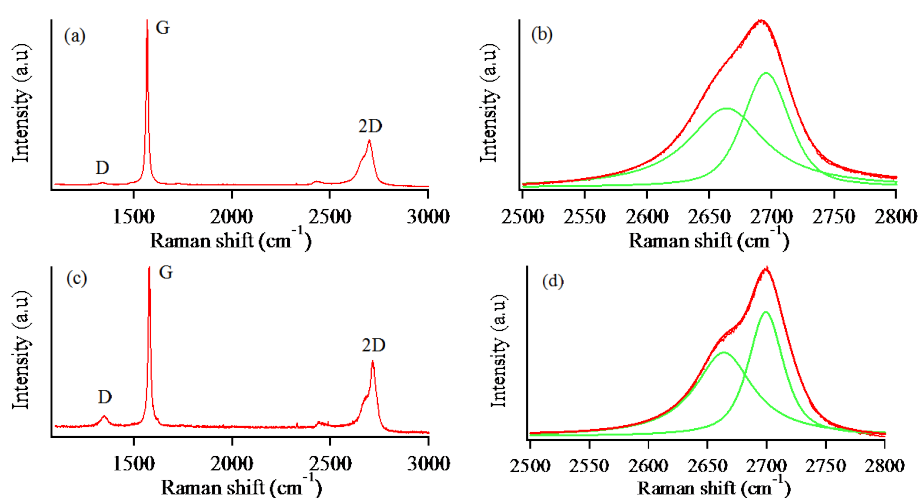 (a)
G
D
2D
Intensity (a.u)
1500 2000 2500 3000
Raman shift (cm⁻¹)
(b)
Intensity (a.u)
2500 2550 2600 2650 2700 2750 2800
Raman shift (cm⁻¹)
(c)
G
D
2D
Intensity (a.u)
1500 2000 2500 3000
Raman shift (cm⁻¹)
(d)
Intensity (a.u)
2500 2550 2600 2650 2700 2750 2800
Raman shift (cm⁻¹)